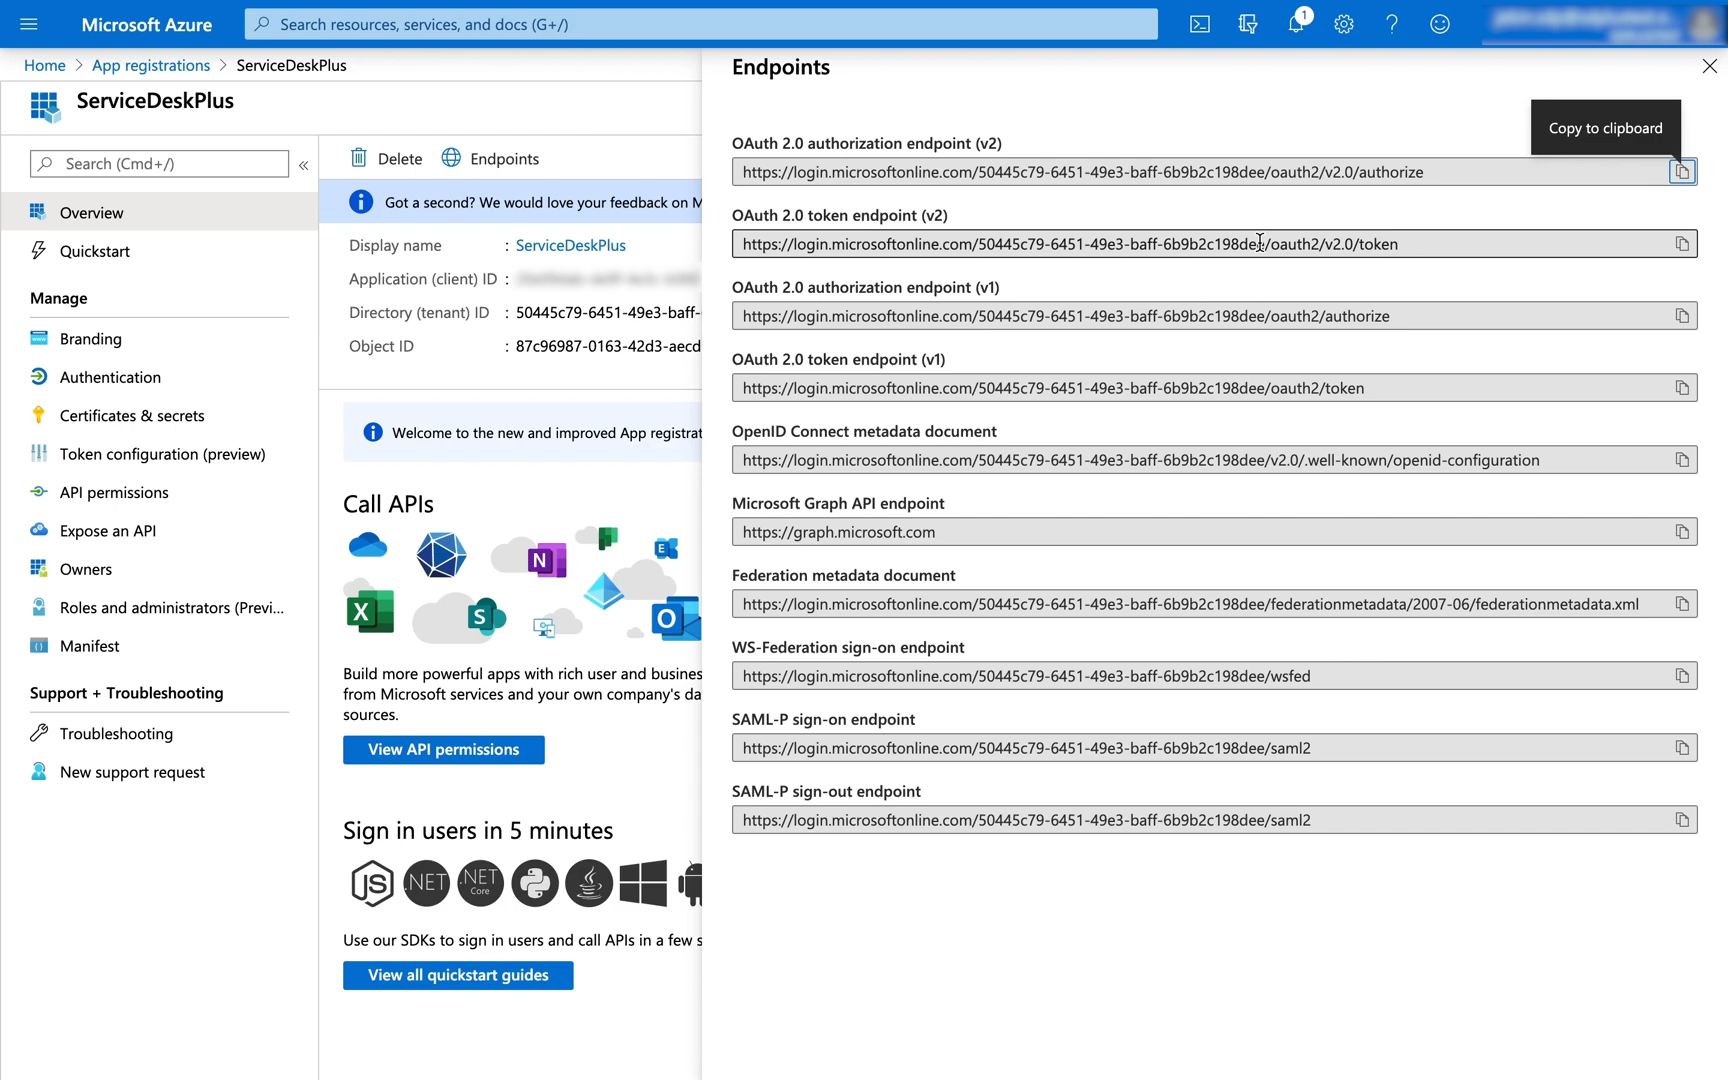 Microsoft Azure
Search resources, services, and docs (G+/)
1
Home > App registrations > ServiceDeskPlus
ServiceDeskPlus
Search (Cmd+/)
«
Overview
Quickstart
Manage
Branding
Authentication
Certificates & secrets
Token configuration (preview)
API permissions
Expose an API
Owners
Roles and administrators (Previ...
Manifest
Support + Troubleshooting
Troubleshooting
New support request
Delete
Endpoints
Got a second? We would love your feedback on M
Display name : ServiceDeskPlus
Application (client) ID :
Directory (tenant) ID : 50445c79-6451-49e3-baff-
Object ID : 87c96987-0163-42d3-aecd
Welcome to the new and improved App registrat
Call APIs
N
E
X
S
O
Build more powerful apps with rich user and busines
from Microsoft services and your own company's da
sources.
View API permissions
Sign in users in 5 minutes
JS
.NET
.NET
Core
Use our SDKs to sign in users and call APIs in a few s
View all quickstart guides
Endpoints
Copy to clipboard
OAuth 2.0 authorization endpoint (v2)
https://login.microsoftonline.com/50445c79-6451-49e3-baff-6b9b2c198dee/oauth2/v2.0/authorize
OAuth 2.0 token endpoint (v2)
https://login.microsoftonline.com/50445c79-6451-49e3-baff-6b9b2c198dee/oauth2/v2.0/token
OAuth 2.0 authorization endpoint (v1)
https://login.microsoftonline.com/50445c79-6451-49e3-baff-6b9b2c198dee/oauth2/authorize
OAuth 2.0 token endpoint (v1)
https://login.microsoftonline.com/50445c79-6451-49e3-baff-6b9b2c198dee/oauth2/token
OpenID Connect metadata document
https://login.microsoftonline.com/50445c79-6451-49e3-baff-6b9b2c198dee/v2.0/.well-known/openid-configuration
Microsoft Graph API endpoint
https://graph.microsoft.com
Federation metadata document
https://login.microsoftonline.com/50445c79-6451-49e3-baff-6b9b2c198dee/federationmetadata/2007-06/federationmetadata.xml
WS-Federation sign-on endpoint
https://login.microsoftonline.com/50445c79-6451-49e3-baff-6b9b2c198dee/wsfed
SAML-P sign-on endpoint
https://login.microsoftonline.com/50445c79-6451-49e3-baff-6b9b2c198dee/saml2
SAML-P sign-out endpoint
https://login.microsoftonline.com/50445c79-6451-49e3-baff-6b9b2c198dee/saml2